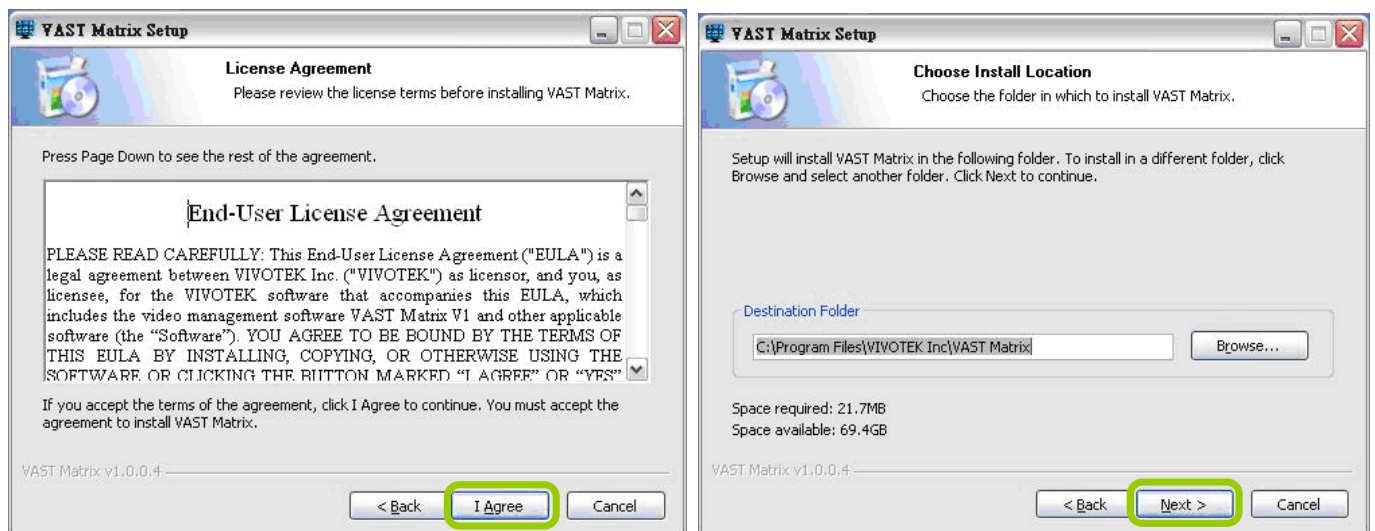 VAST Matrix Setup
License Agreement
Please review the license terms before installing VAST Matrix.
Press Page Down to see the rest of the agreement.
End-User License Agreement
PLEASE READ CAREFULLY: This End-User License Agreement ("EULA") is a
legal agreement between VIVOTEK Inc. ("VIVOTEK") as licensor, and you, as
licensee, for the VIVOTEK software that accompanies this EULA, which
includes the video management software VAST Matrix V1 and other applicable
software (the “Software”). YOU AGREE TO BE BOUND BY THE TERMS OF
THIS EULA BY INSTALLING, COPYING, OR OTHERWISE USING THE
SOFTWARE OR CLICKING THE BUTTON MARKED “I AGREE” OR “YES”
If you accept the terms of the agreement, click I Agree to continue. You must accept the
agreement to install VAST Matrix.
VAST Matrix v1.0.0.4
< Back
I Agree
Cancel
VAST Matrix Setup
Choose Install Location
Choose the folder in which to install VAST Matrix.
Setup will install VAST Matrix in the following folder. To install in a different folder, click
Browse and select another folder. Click Next to continue.
Destination Folder
C:\Program Files\VIVOTEK Inc\VAST Matrix
Browse...
Space required: 21.7MB
Space available: 69.4GB
VAST Matrix v1.0.0.4
< Back
Next >
Cancel